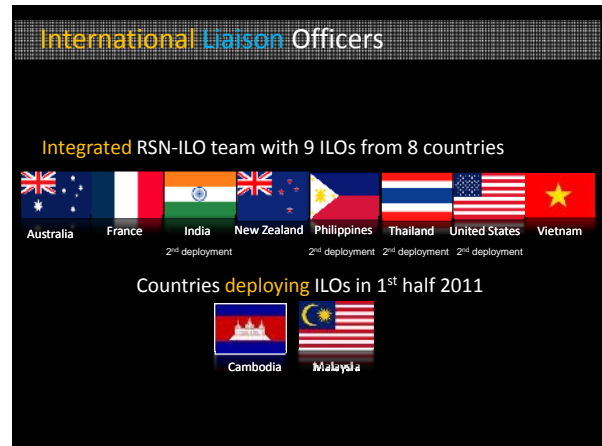 International Liaison Officers
Integrated RSN-ILO team with 9 ILOs from 8 countries
Australia France India New Zealand Philippines Thailand United States Vietnam
2nd deployment 2nd deployment 2nd deployment 2nd deployment
Countries deploying ILOs in 1st half 2011
Cambodia Malaysia